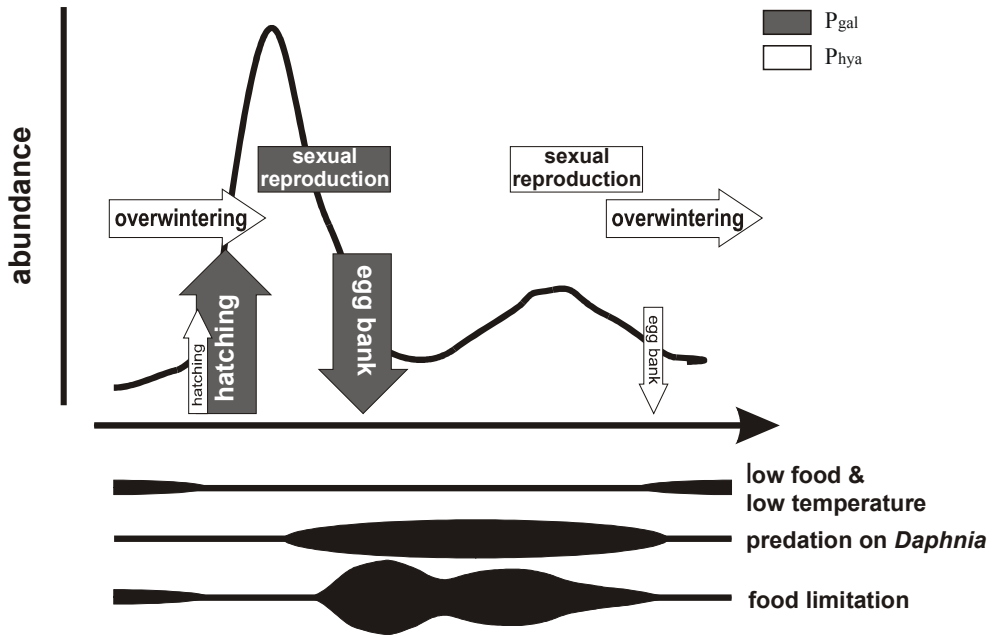 Pgal
Phya
abundance
sexual
reproduction
sexual
reproduction
overwintering
overwintering
hatching
hatching
egg bank
egg bank
low food &
low temperature
predation on Daphnia
food limitation